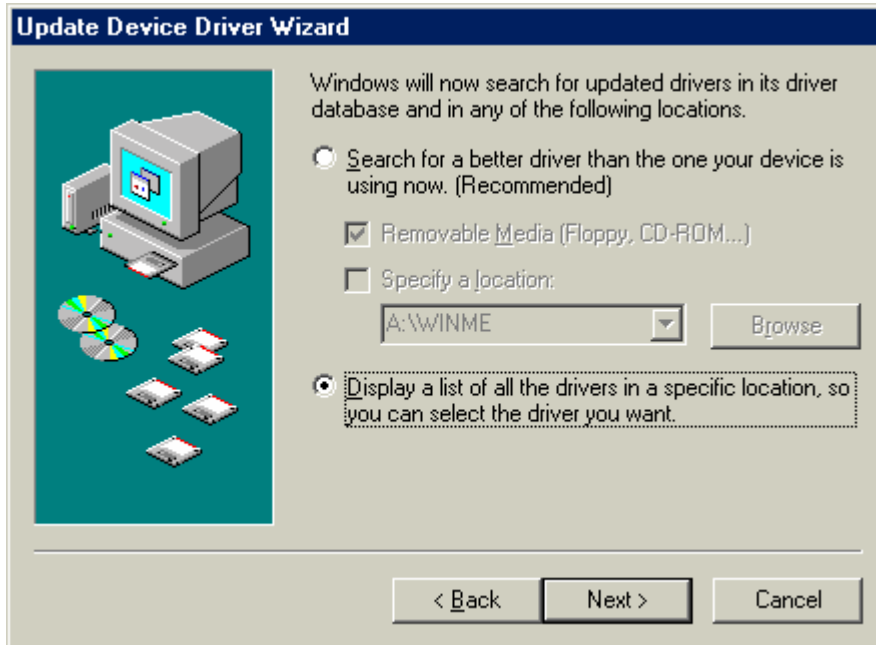 Update Device Driver Wizard
Windows will now search for updated drivers in its driver
database and in any of the following locations.
Search for a better driver than the one your device is
using now. (Recommended)
Removable Media (Floppy, CD-ROM...)
Specify a location:
A:\WINME
Browse
Display a list of all the drivers in a specific location, so
you can select the driver you want.
< Back
Next >
Cancel